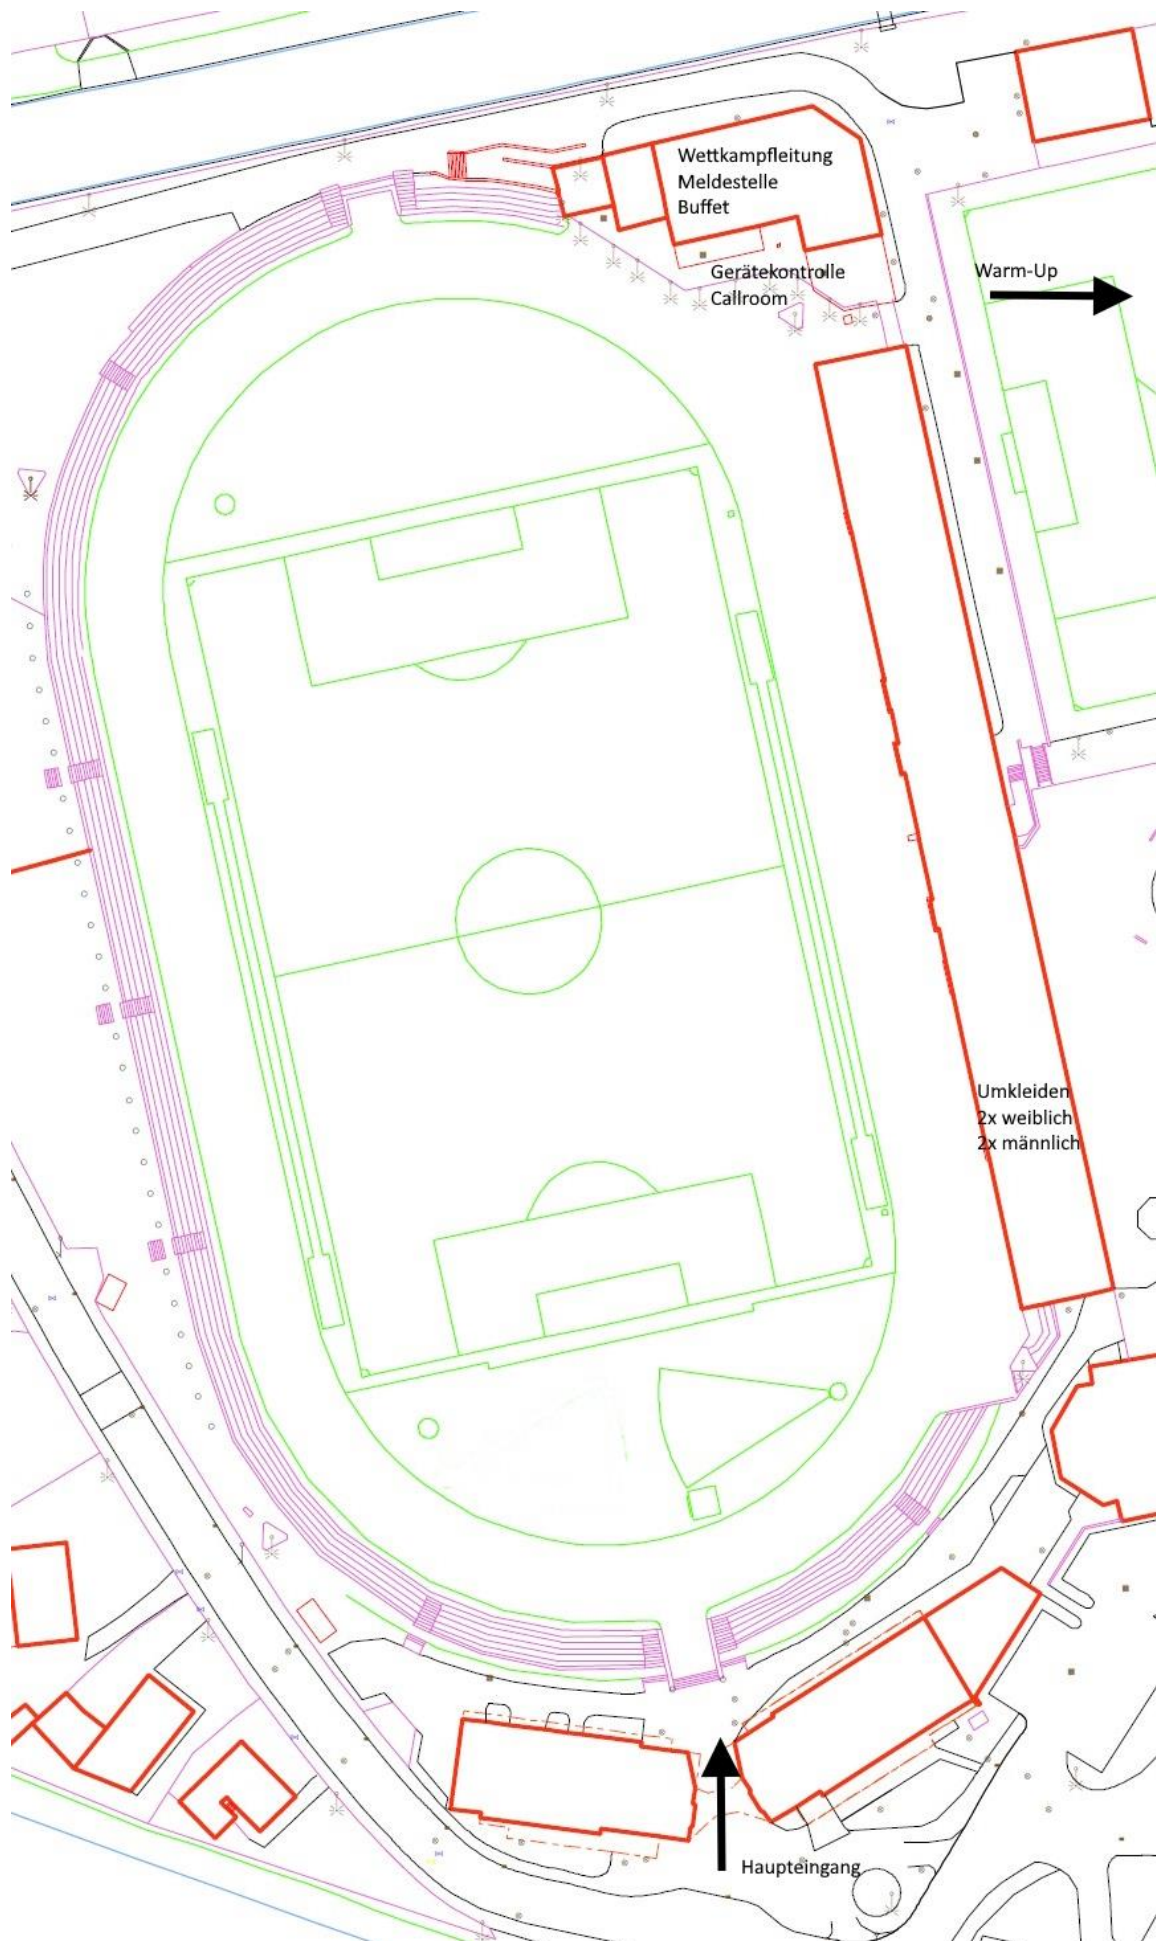 Wettkampfleitung
Meldestelle
Buffet
Gerätekontrolle
Callroom
Warm-Up
Umkleiden
2x weiblich
2x männlich
Haupteingang